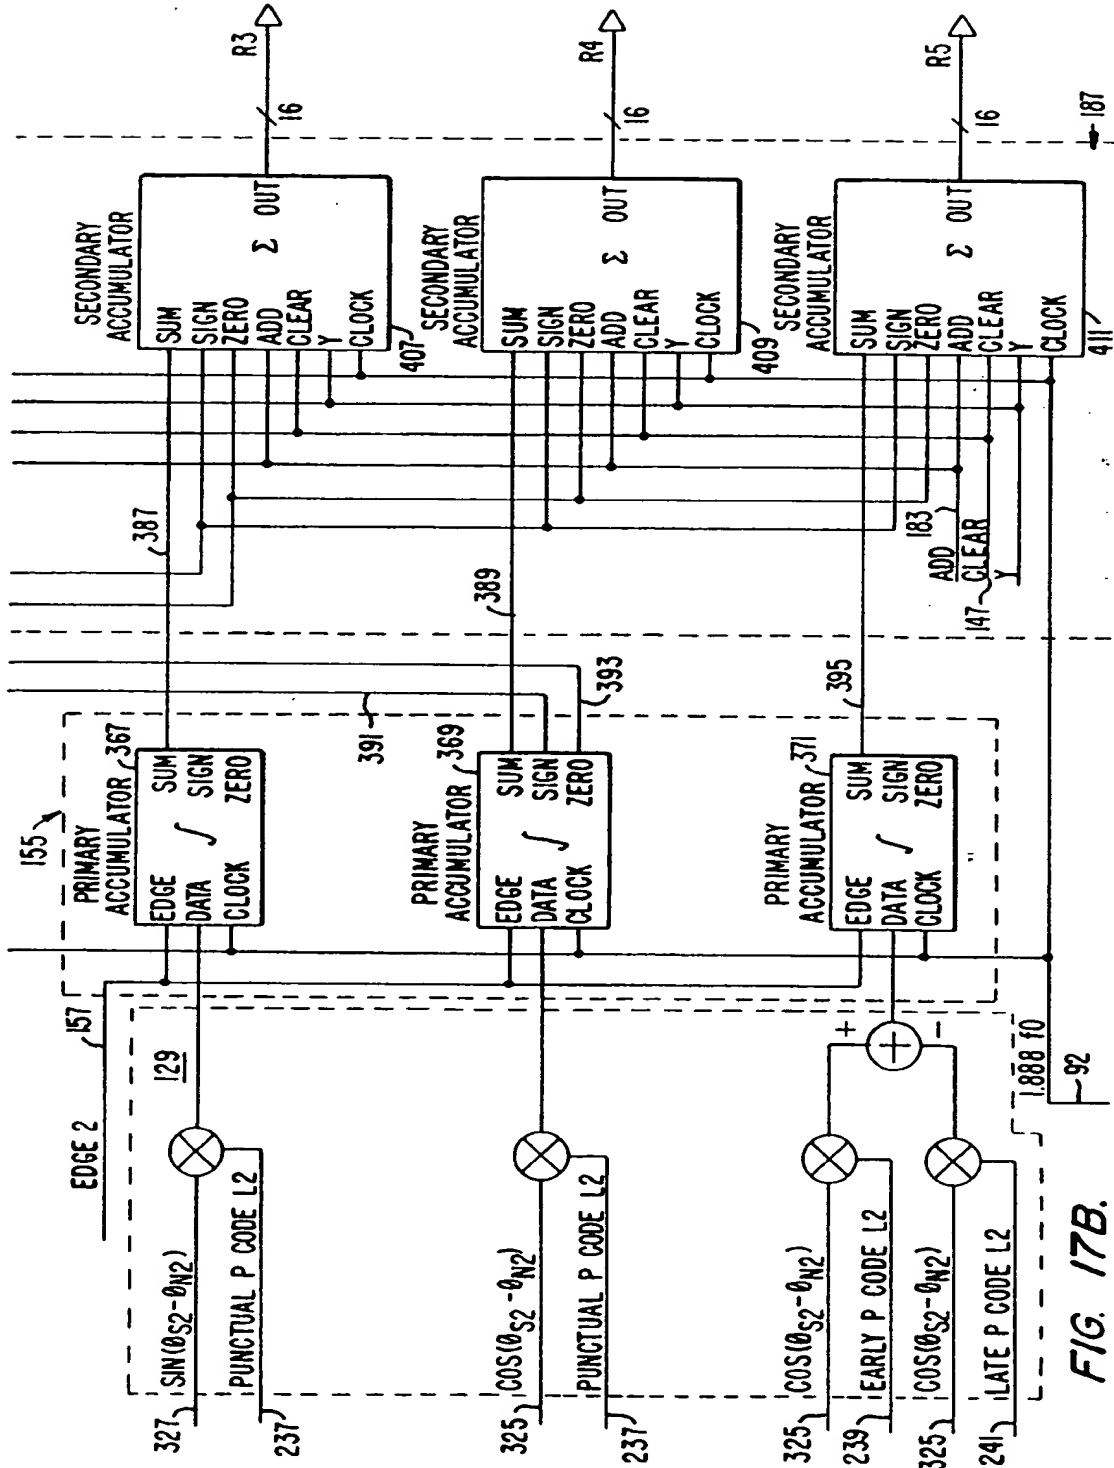 155
EDGE 2
157
129
327
SIN(θS2-θN2)
237
PUNCTUAL P CODE L2
PRIMARY
ACCUMULATOR
367
EDGE
DATA
CLOCK
∫
SUM
SIGN
ZERO
387
SECONDARY
ACCUMULATOR
SUM
SIGN
ZERO
ADD
CLEAR
Y
CLOCK
Σ
OUT
407
16
R3
325
COS(θS2-θN2)
237
PUNCTUAL P CODE L2
PRIMARY
ACCUMULATOR
369
EDGE
DATA
CLOCK
∫
SUM
SIGN
ZERO
391
389
393
SECONDARY
ACCUMULATOR
SUM
SIGN
ZERO
ADD
CLEAR
Y
CLOCK
Σ
OUT
409
16
R4
325
COS(θS2-θN2)
239
EARLY P CODE L2
325
COS(θS2-θN2)
241
LATE P CODE L2
+
-
PRIMARY
ACCUMULATOR
371
EDGE
DATA
CLOCK
∫
SUM
SIGN
ZERO
395
183
ADD
CLEAR
147
Y
SECONDARY
ACCUMULATOR
SUM
SIGN
ZERO
ADD
CLEAR
Y
CLOCK
Σ
OUT
411
16
R5
187
1.888 f0
92
FIG. 17B.